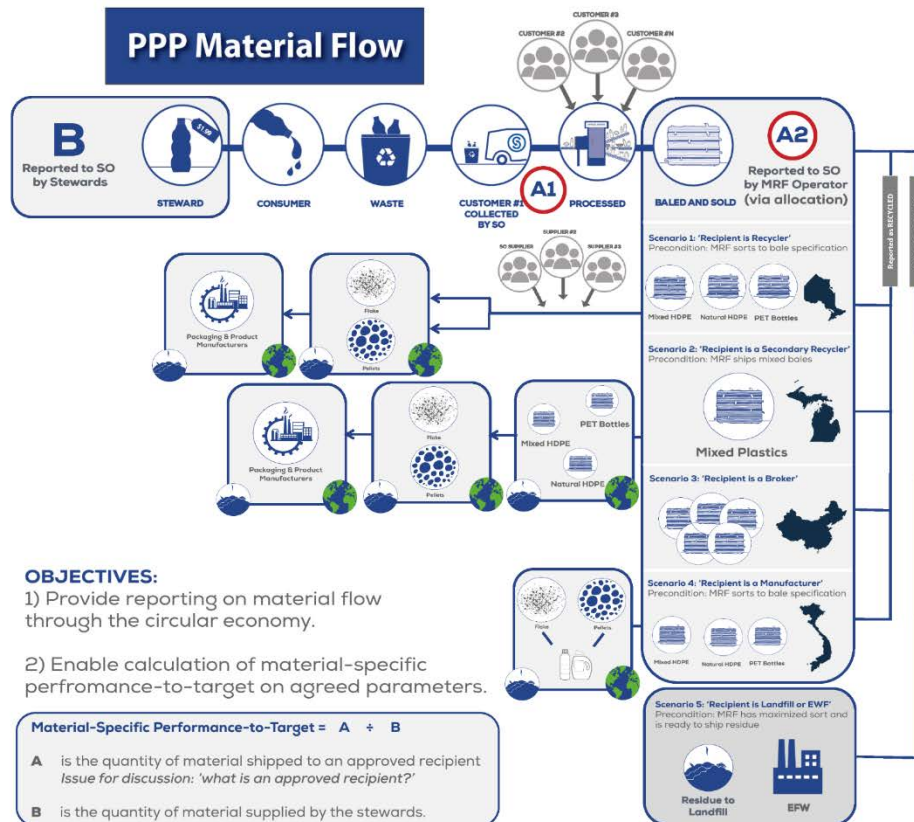 PPP Material Flow
CUSTOMER #2
CUSTOMER #3
CUSTOMER #N
B
Reported to SO
by Stewards
$1.00
STEWARD
CONSUMER
WASTE
CUSTOMER #1
COLLECTED
BY SO
A1
PROCESSED
BALED AND SOLD
A2
Reported to SO
by MRF Operator
(via allocation)
Reported as RECYCLED
SO SUPPLIER
SUPPLIER #2
SUPPLIER #3
Scenario 1: 'Recipient is Recycler'
Precondition: MRF sorts to bale specification
Mixed HDPE
Natural HDPE
PET Bottles
Packaging & Product
Manufacturers
Flake
Pellets
Scenario 2: 'Recipient is a Secondary Recycler'
Precondition: MRF ships mixed bales
Mixed Plastics
Packaging & Product
Manufacturers
Flake
Pellets
PET Bottles
Mixed HDPE
Natural HDPE
Scenario 3: 'Recipient is a Broker'
Scenario 4: 'Recipient is a Manufacturer'
Precondition: MRF sorts to bale specification
Mixed HDPE
Natural HDPE
PET Bottles
Flake
Pellets
OBJECTIVES:
1) Provide reporting on material flow
through the circular economy.
2) Enable calculation of material-specific
perfromance-to-target on agreed parameters.
Material-Specific Performance-to-Target = A ÷ B
A is the quantity of material shipped to an approved recipient
Issue for discussion: 'what is an approved recipient?'
B is the quantity of material supplied by the stewards.
Scenario 5: 'Recipient is Landfill or EWF'
Precondition: MRF has maximized sort and
is ready to ship residue
Residue to
Landfill
EFW